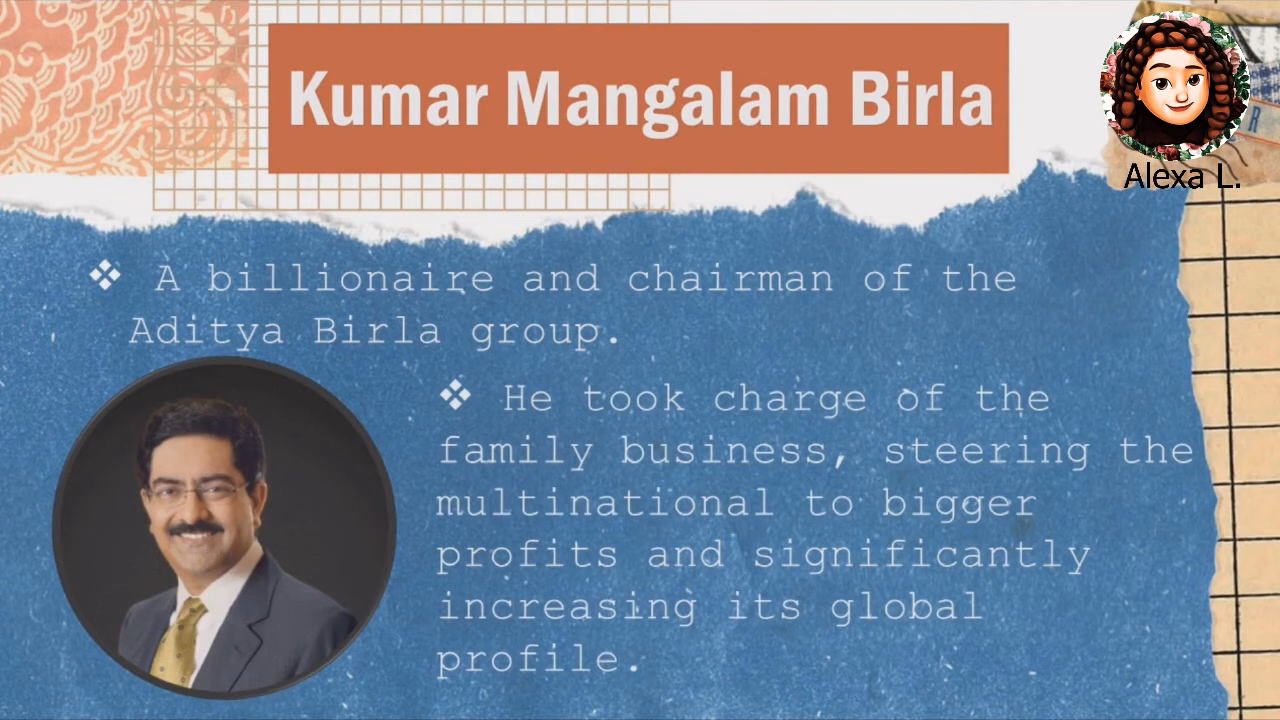 Kumar Mangalam Birla
Alexa L.
❖ A billionaire and chairman of the
Aditya Birla group.
❖ He took charge of the
family business, steering the
multinational to bigger
profits and significantly
increasing its global
profile.